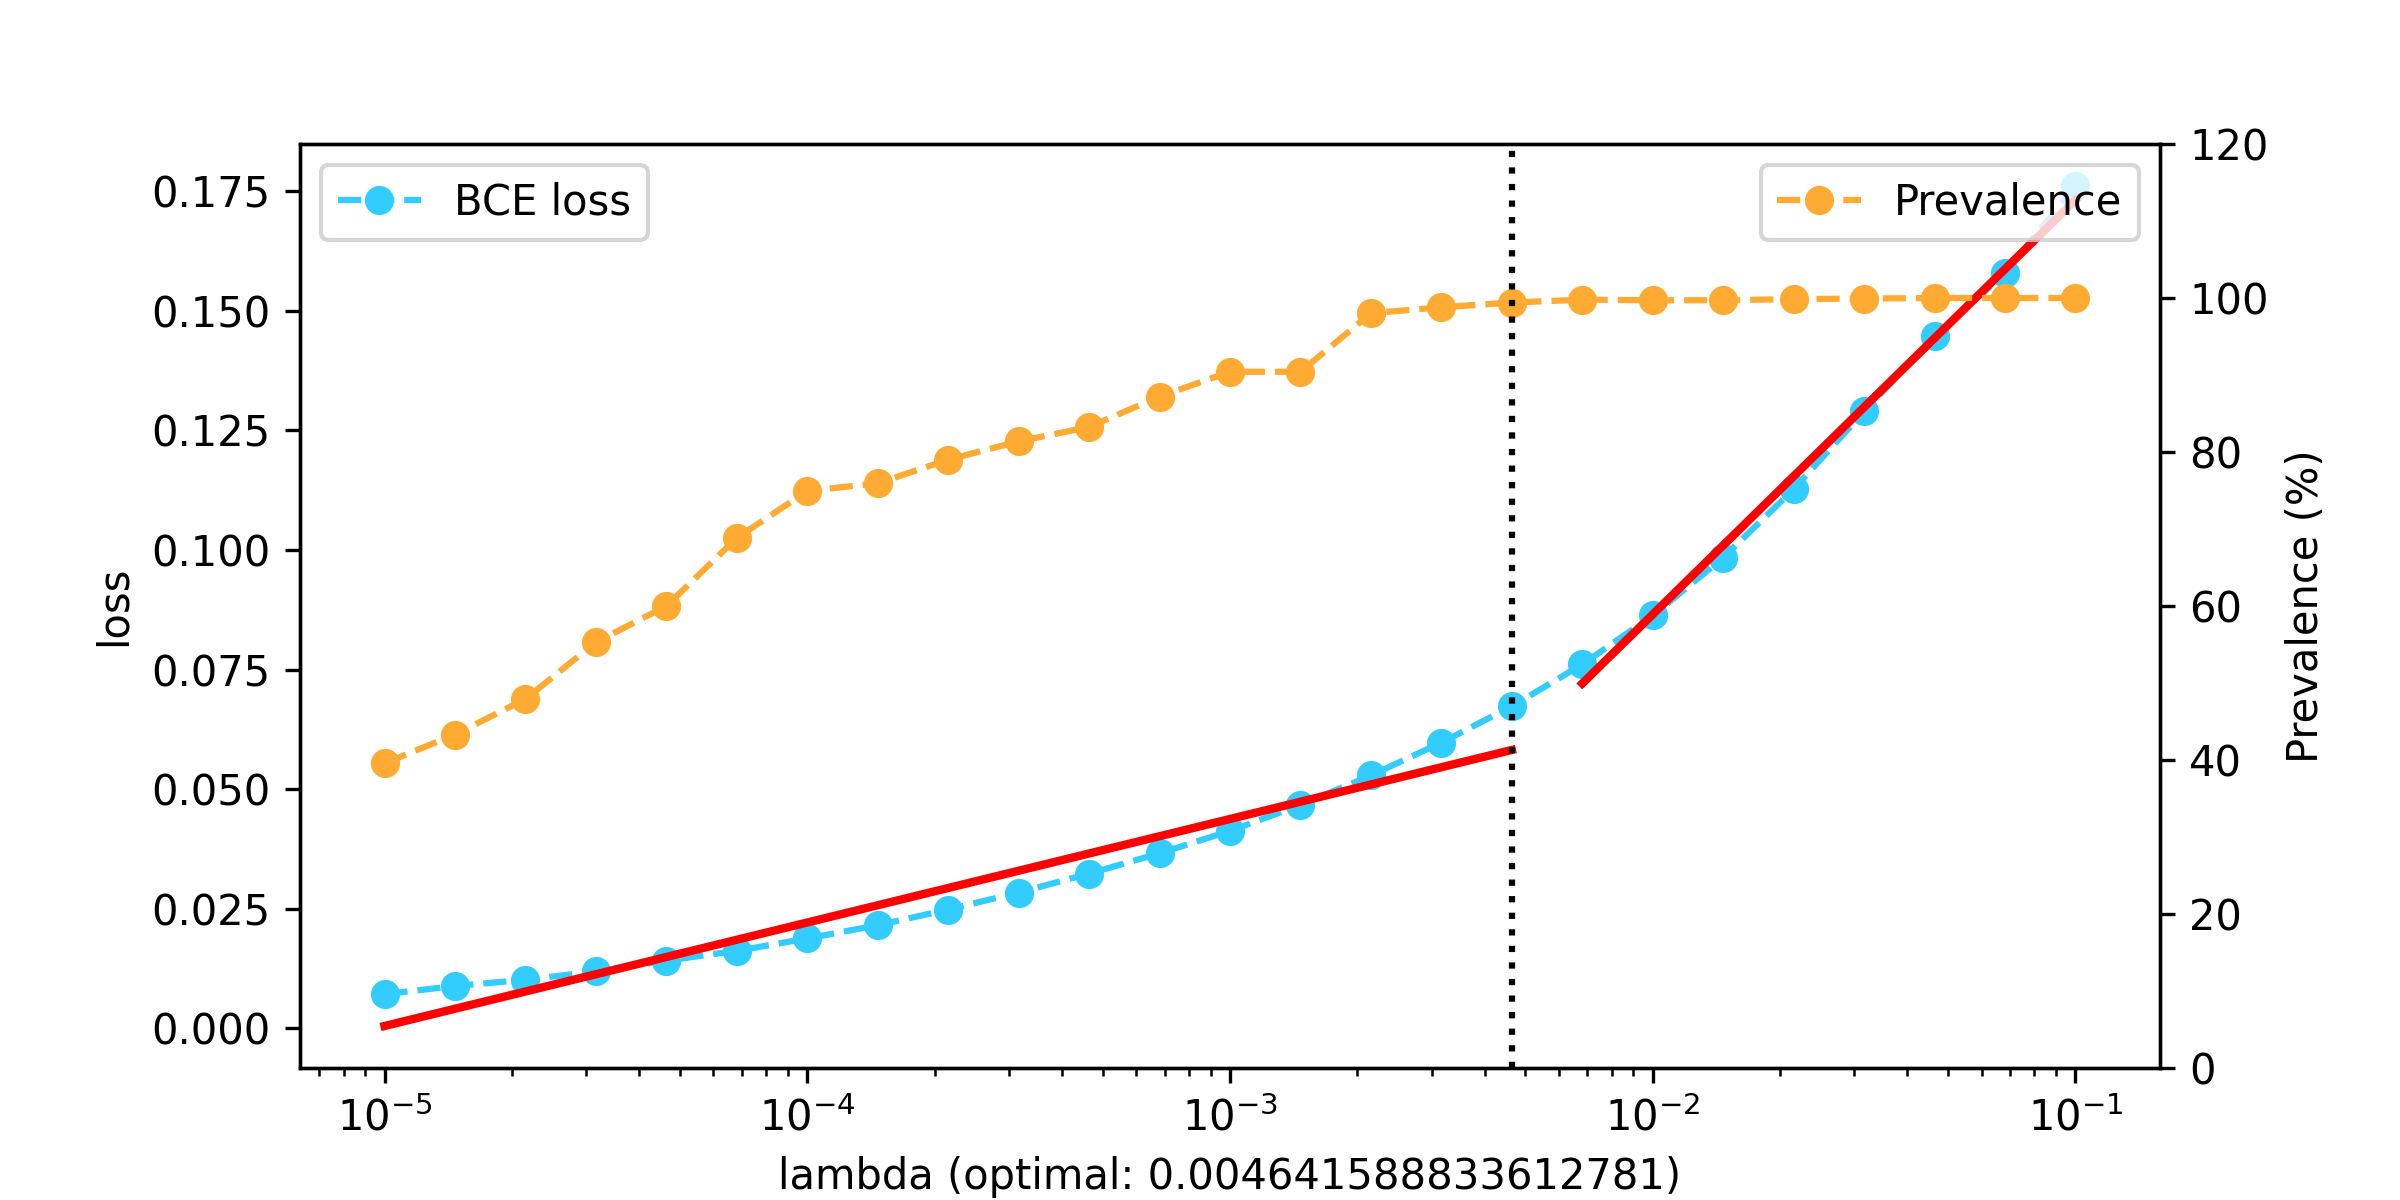 BCE loss
Prevalence
0.175
0.150
0.125
0.100
0.075
0.050
0.025
0.000
loss
120
100
80
60
40
20
0
Prevalence (%)
10⁻⁵ 10⁻⁴ 10⁻³ 10⁻² 10⁻¹
lambda (optimal: 0.004641588833612781)